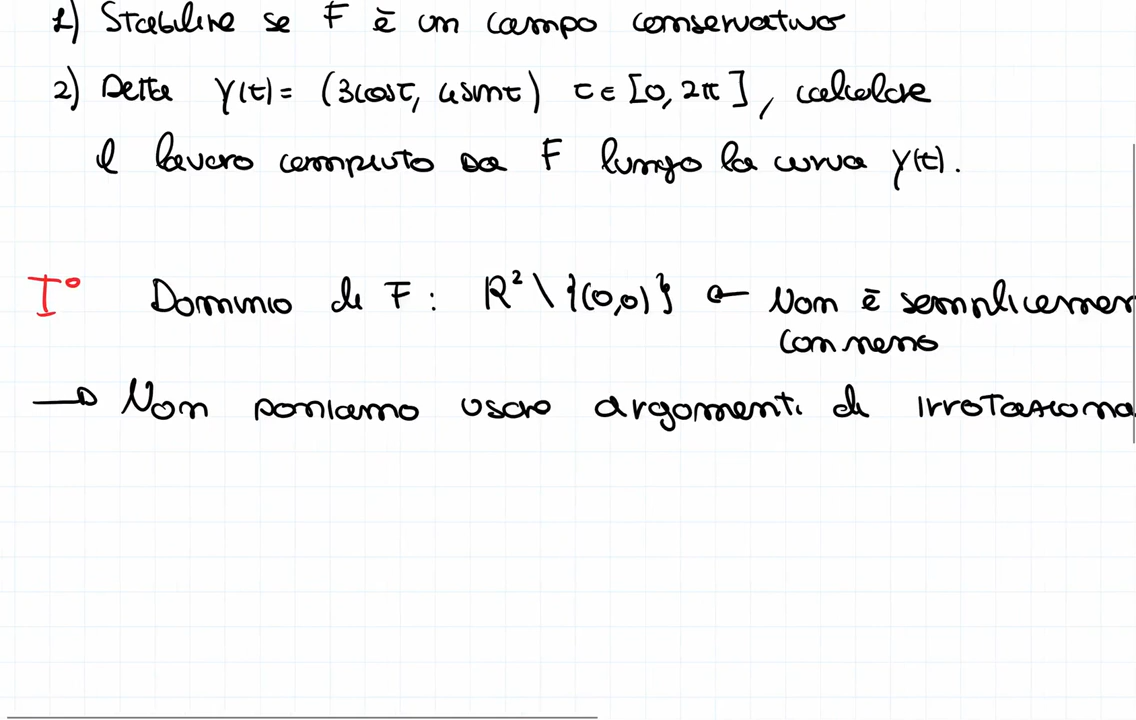 1) Stabilire se F è un campo conservativo
2) Detta γ(t) = (3cost, 4sint) t ∈ [0, 2π], calcolare
il lavoro compiuto da F lungo la curva γ(t).
I° Dominio di F : R² \ {(0,0)} ← Non è semplicemen
connesso
→ Non possiamo usare argomenti di irrotaziona